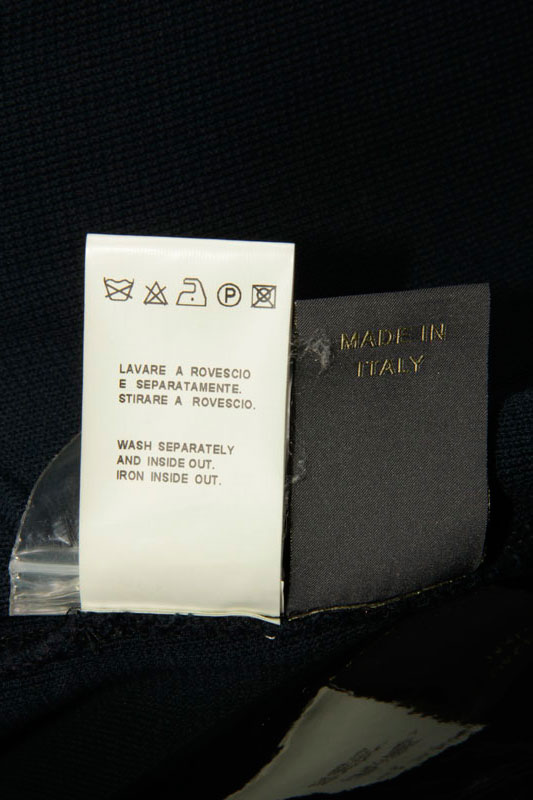 P
LAVARE A ROVESCIO
E SEPARATAMENTE.
STIRARE A ROVESCIO.
WASH SEPARATELY
AND INSIDE OUT.
IRON INSIDE OUT.
MADE IN
ITALY